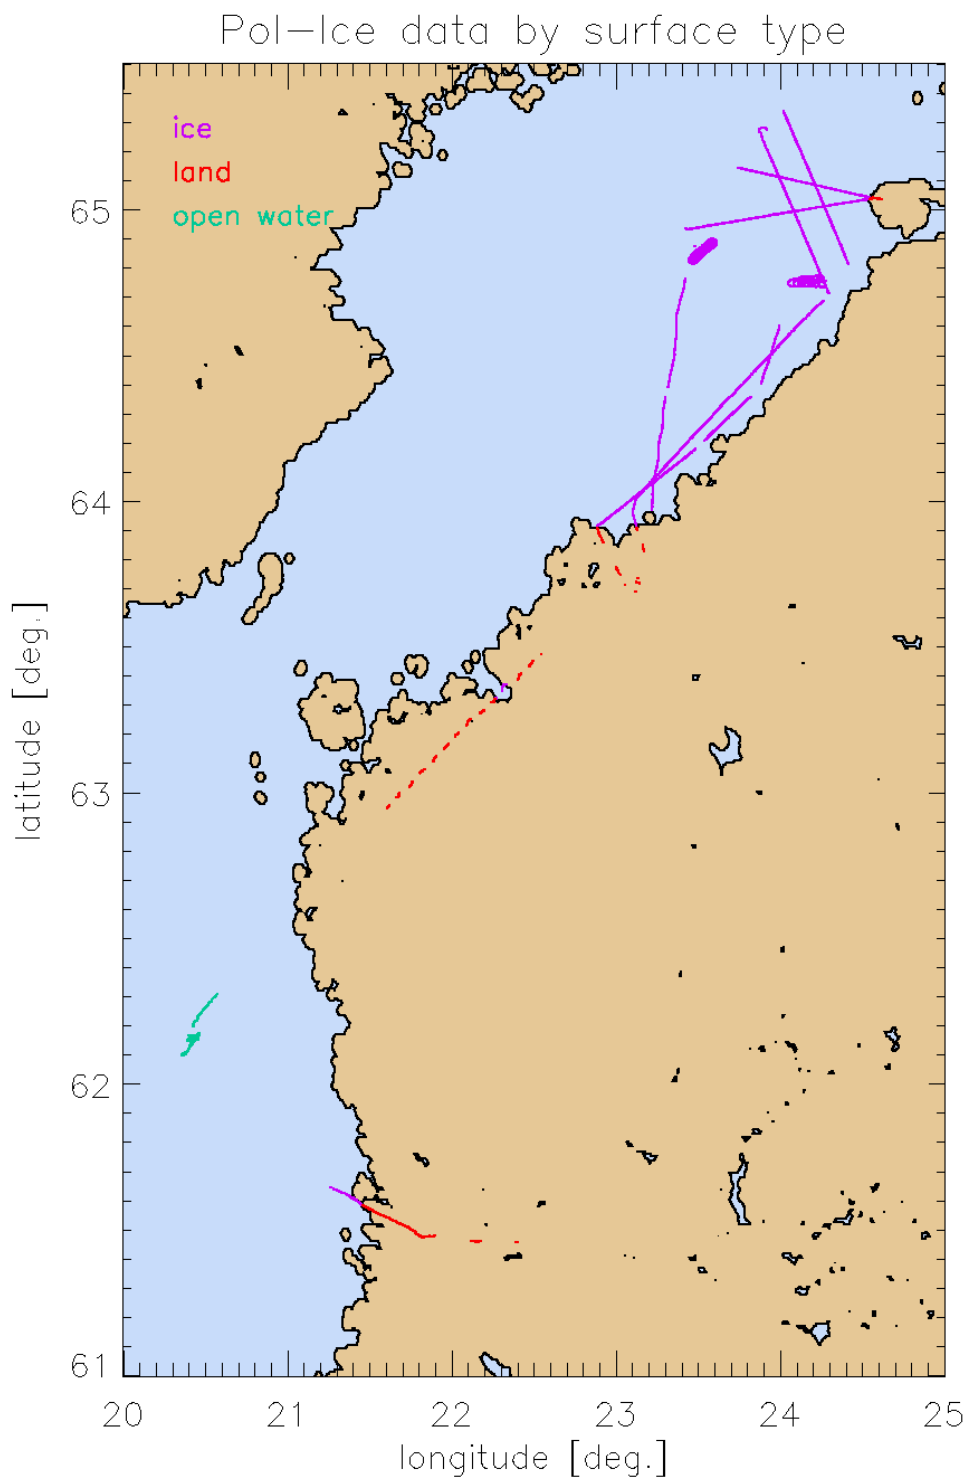 Pol-Ice data by surface type
ice
land
open water
65
64
63
62
61
latitude [deg.]
20 21 22 23 24 25
longitude [deg.]